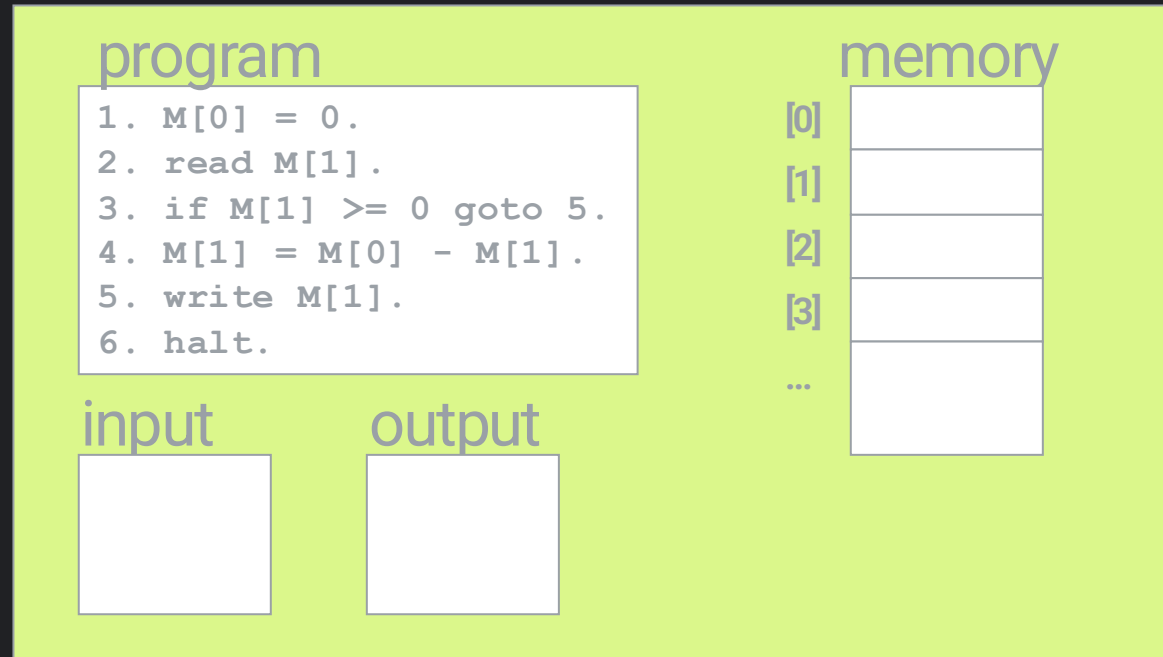 program
1. M[0] = 0.
2. read M[1].
3. if M[1] >= 0 goto 5.
4. M[1] = M[0] - M[1].
5. write M[1].
6. halt.
input
output
memory
[0]
[1]
[2]
[3]
...